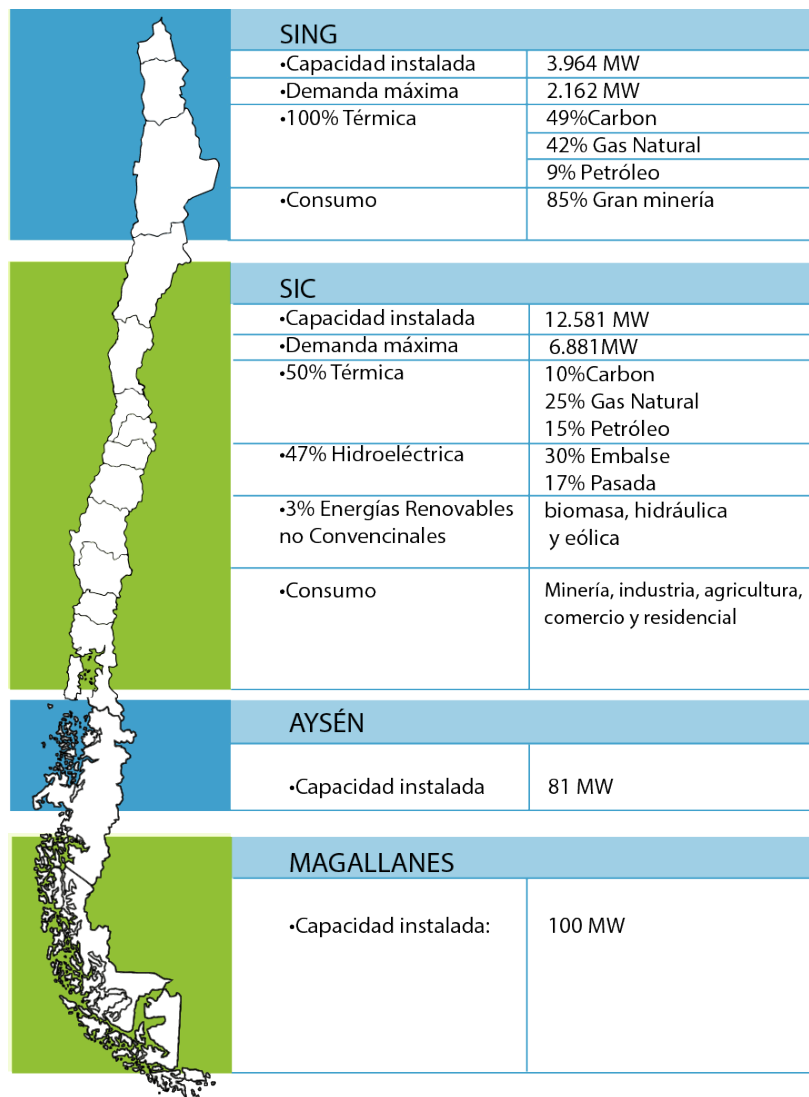 SING
•Capacidad instalada 3.964 MW
•Demanda máxima 2.162 MW
•100% Térmica 49%Carbon
42% Gas Natural
9% Petróleo
•Consumo 85% Gran minería
SIC
•Capacidad instalada 12.581 MW
•Demanda máxima 6.881MW
•50% Térmica 10%Carbon
25% Gas Natural
15% Petróleo
•47% Hidroeléctrica 30% Embalse
17% Pasada
•3% Energías Renovables biomasa, hidráulica
no Convencinales y eólica
•Consumo Minería, industria, agricultura,
comercio y residencial
AYSÉN
•Capacidad instalada 81 MW
MAGALLANES
•Capacidad instalada: 100 MW